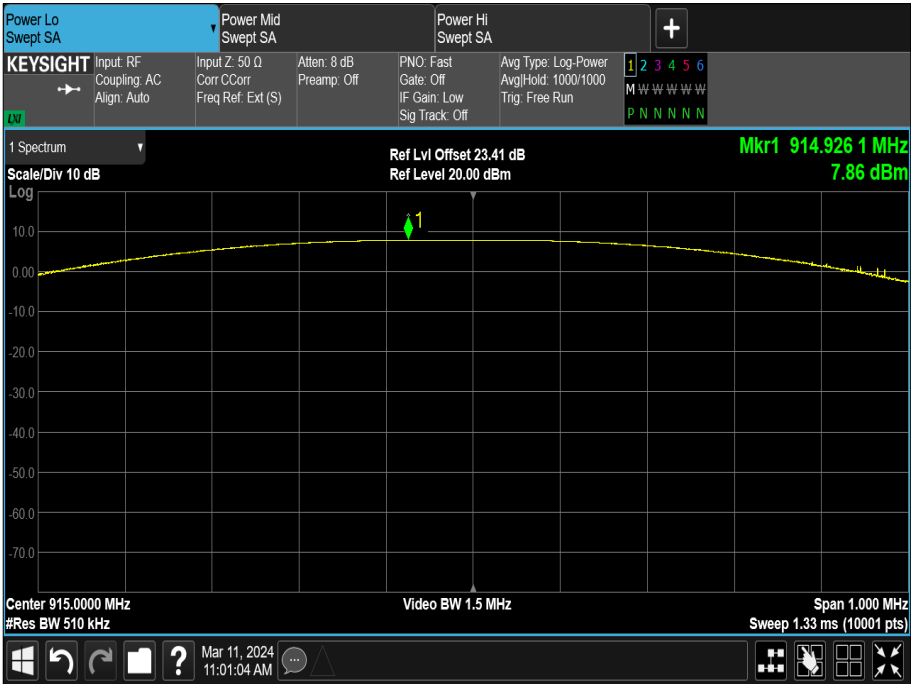 Power Lo
Swept SA
Power Mid
Swept SA
Power Hi
Swept SA
KEYSIGHT
LXI
Input: RF
Coupling: AC
Align: Auto
Input Z: 50 Ω
Corr CCorr
Freq Ref: Ext (S)
Atten: 8 dB
Preamp: Off
PNO: Fast
Gate: Off
IF Gain: Low
Sig Track: Off
Avg Type: Log-Power
Avg|Hold: 1000/1000
Trig: Free Run
1 2 3 4 5 6
M W W W W W
P N N N N N
1 Spectrum
Scale/Div 10 dB
Log
Ref Lvl Offset 23.41 dB
Ref Level 20.00 dBm
Mkr1 914.926 1 MHz
7.86 dBm
1
10.0
0.00
-10.0
-20.0
-30.0
-40.0
-50.0
-60.0
-70.0
Center 915.0000 MHz
#Res BW 510 kHz
Video BW 1.5 MHz
Span 1.000 MHz
Sweep 1.33 ms (10001 pts)
?
Mar 11, 2024
11:01:04 AM